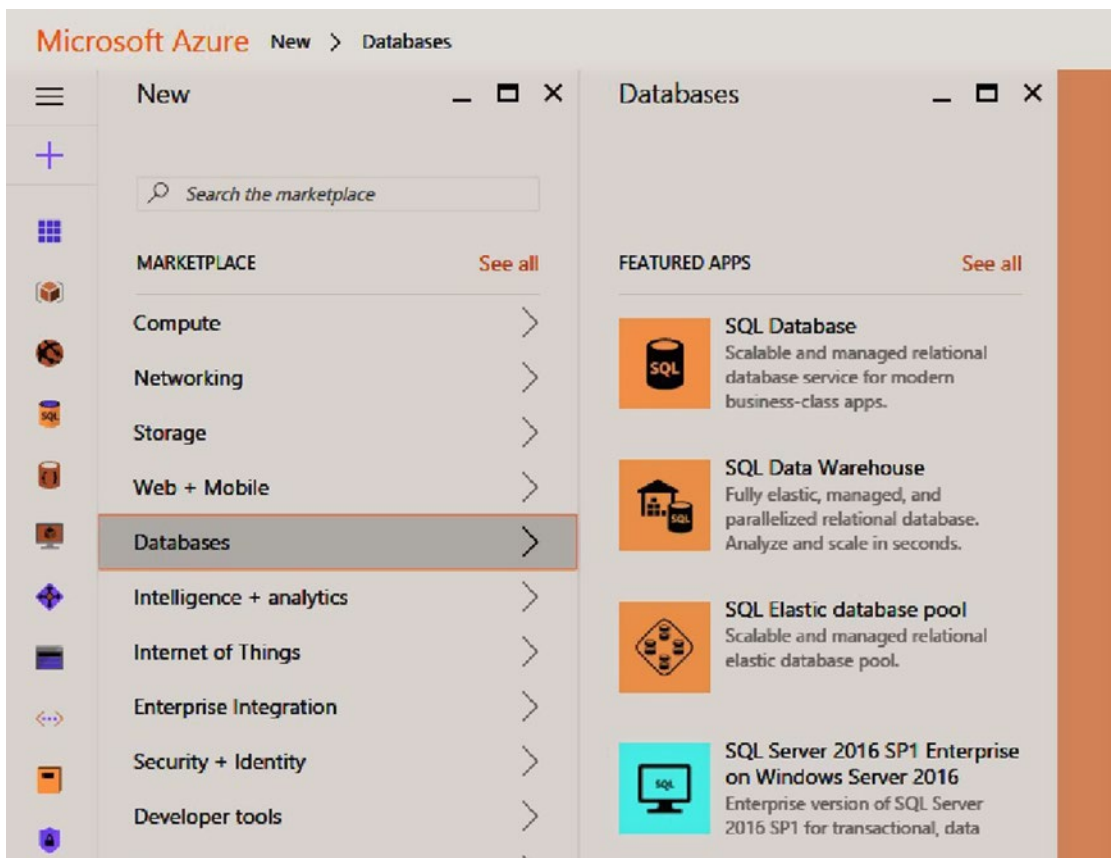 Microsoft Azure New > Databases
New
Search the marketplace
MARKETPLACE See all
Compute
Networking
Storage
Web + Mobile
Databases
Intelligence + analytics
Internet of Things
Enterprise Integration
Security + Identity
Developer tools
Databases
FEATURED APPS See all
SQL Database
Scalable and managed relational
database service for modern
business-class apps.
SQL Data Warehouse
Fully elastic, managed, and
parallelized relational database.
Analyze and scale in seconds.
SQL Elastic database pool
Scalable and managed relational
elastic database pool.
SQL Server 2016 SP1 Enterprise
on Windows Server 2016
Enterprise version of SQL Server
2016 SP1 for transactional, data
SQL
SQL
SQL
SQL